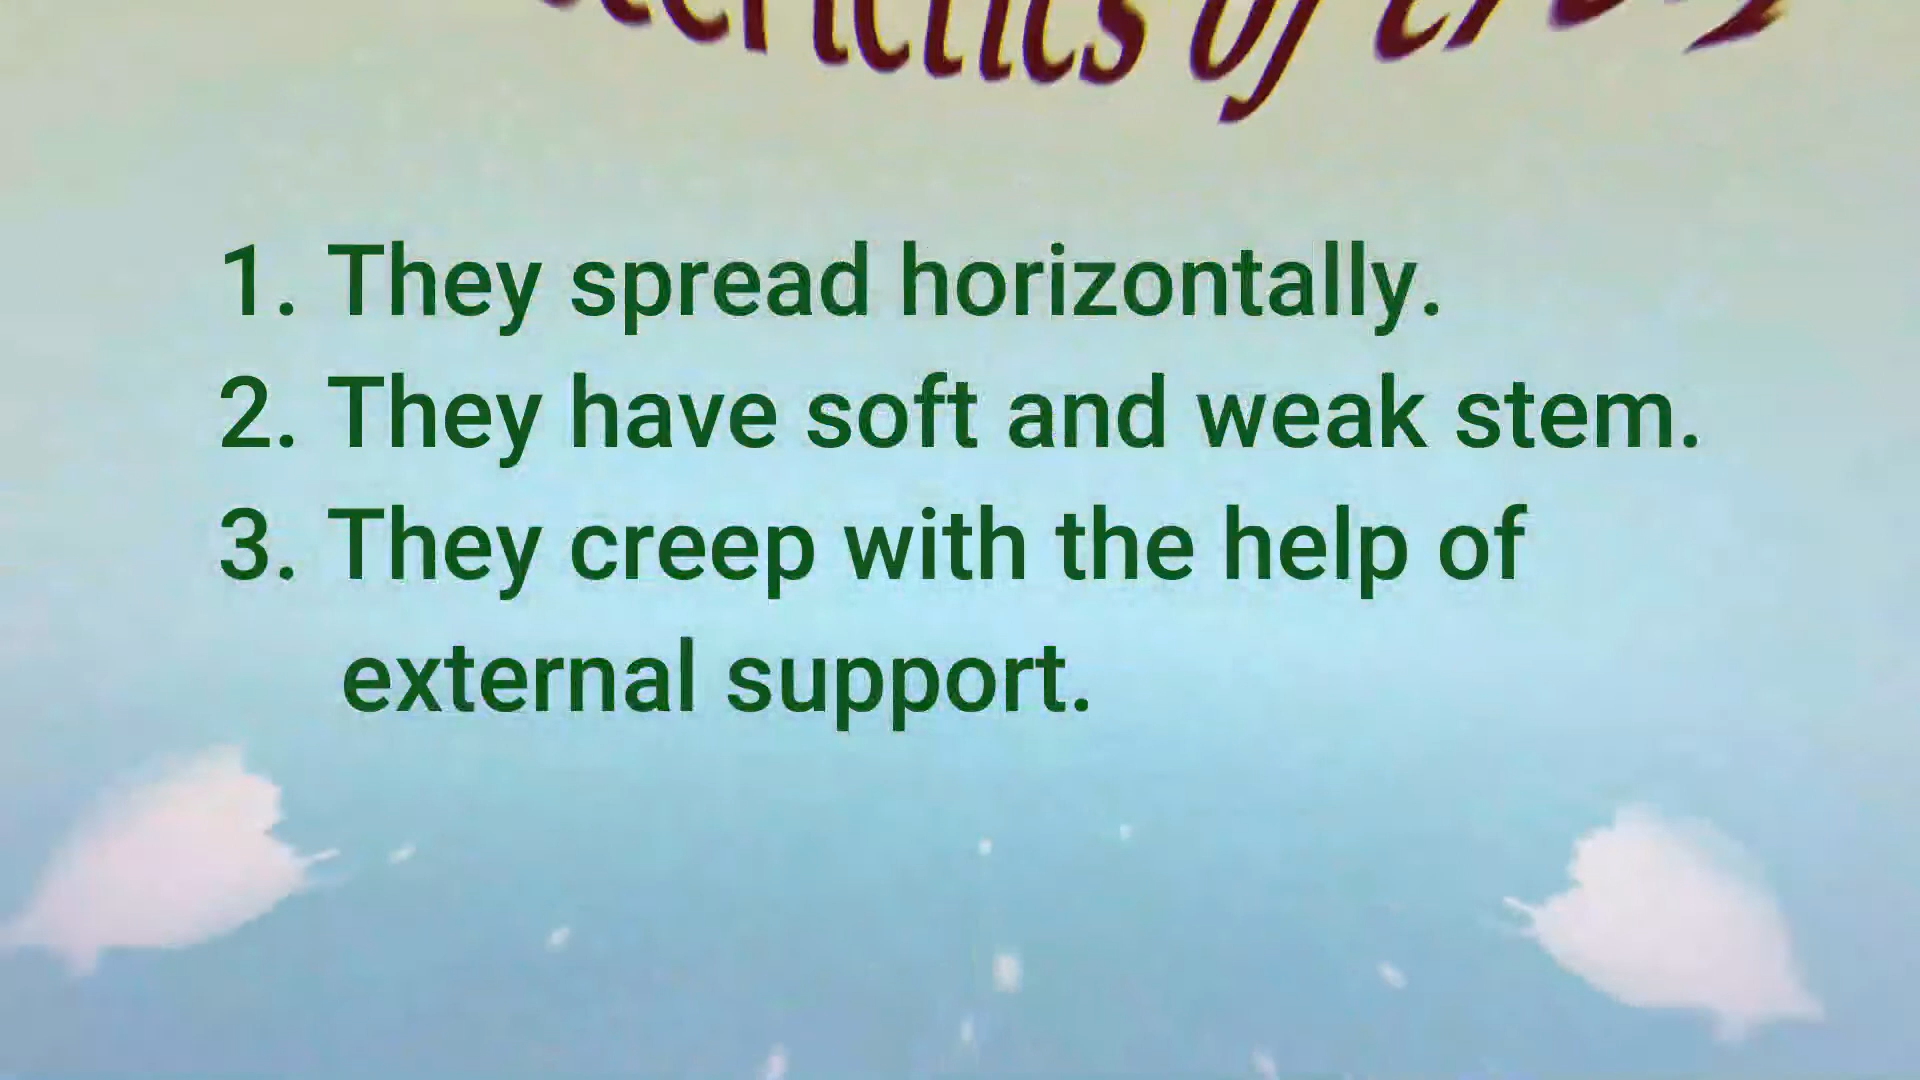 of
1. They spread horizontally.
2. They have soft and weak stem.
3. They creep with the help of
external support.